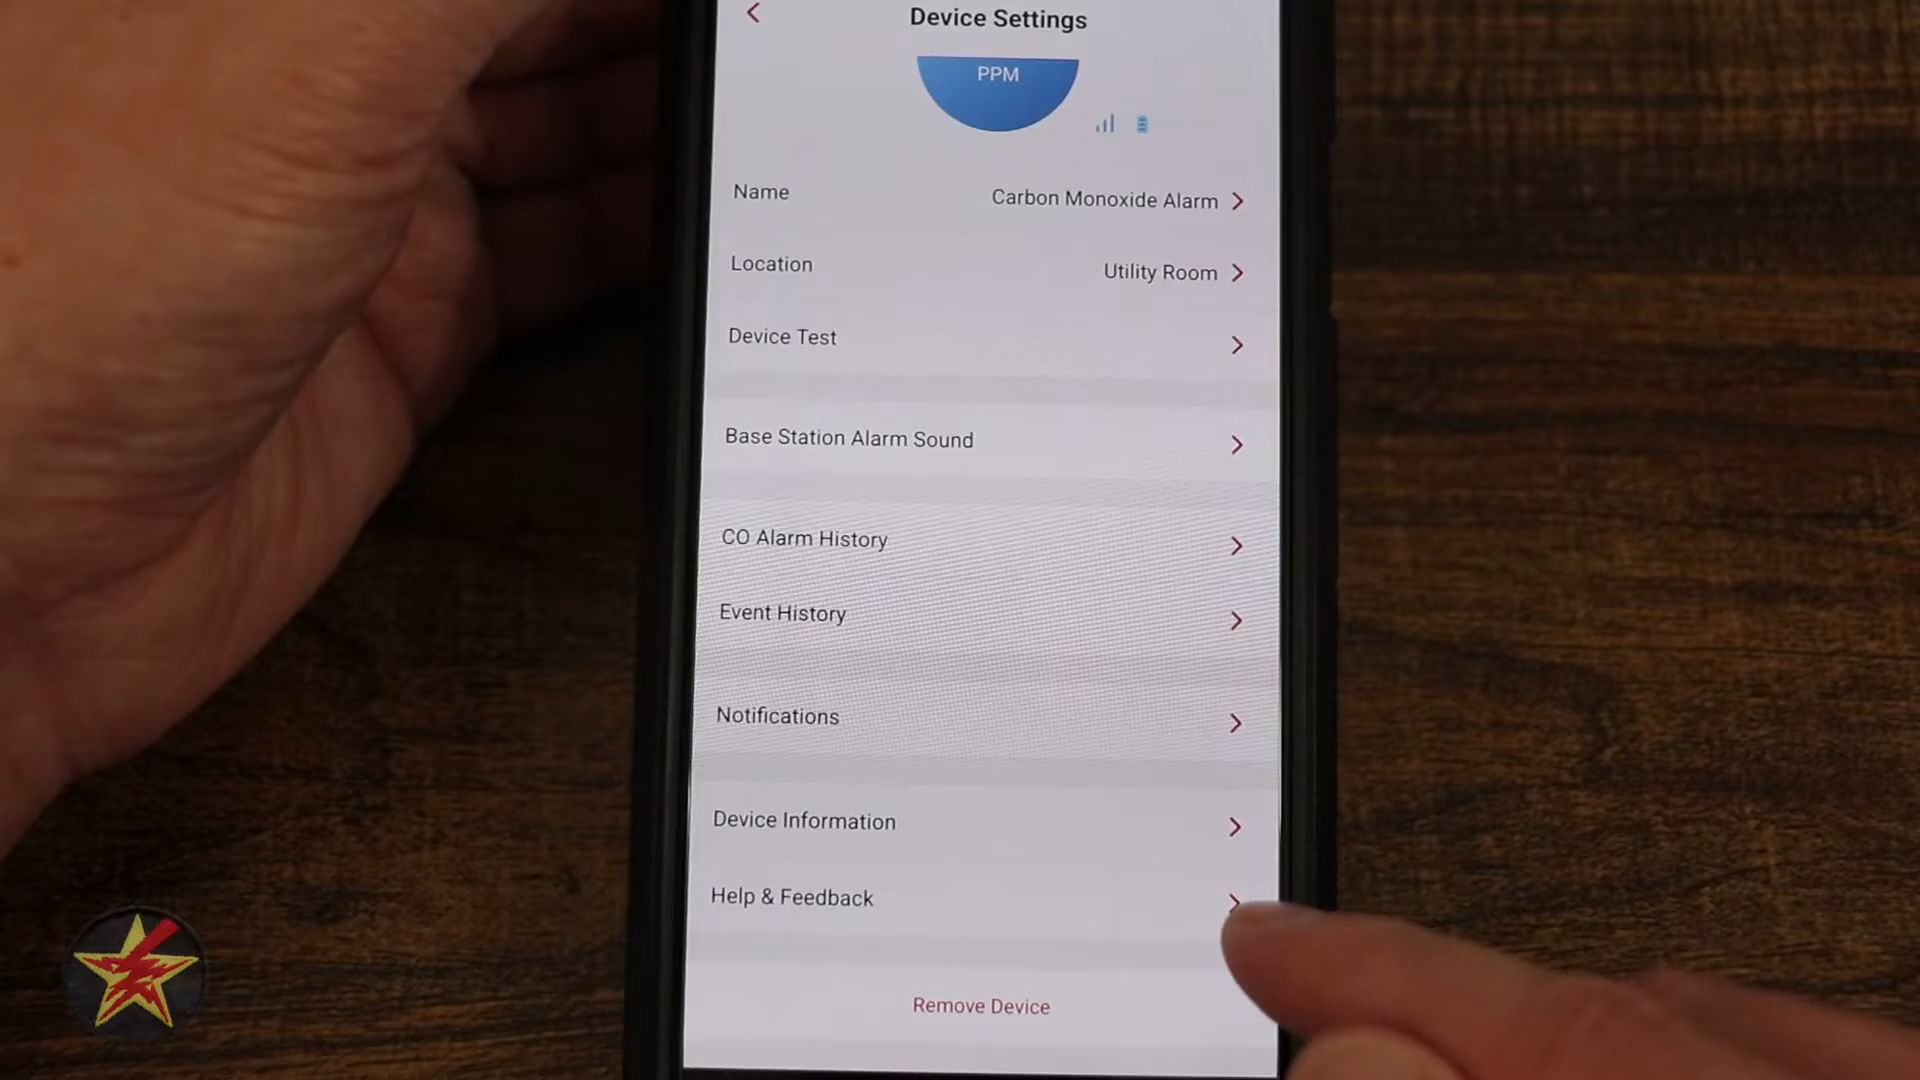 Device Settings
PPM
Name
Carbon Monoxide Alarm
Location
Utility Room
Device Test
Base Station Alarm Sound
CO Alarm History
Event History
Notifications
Device Information
Help & Feedback
Remove Device